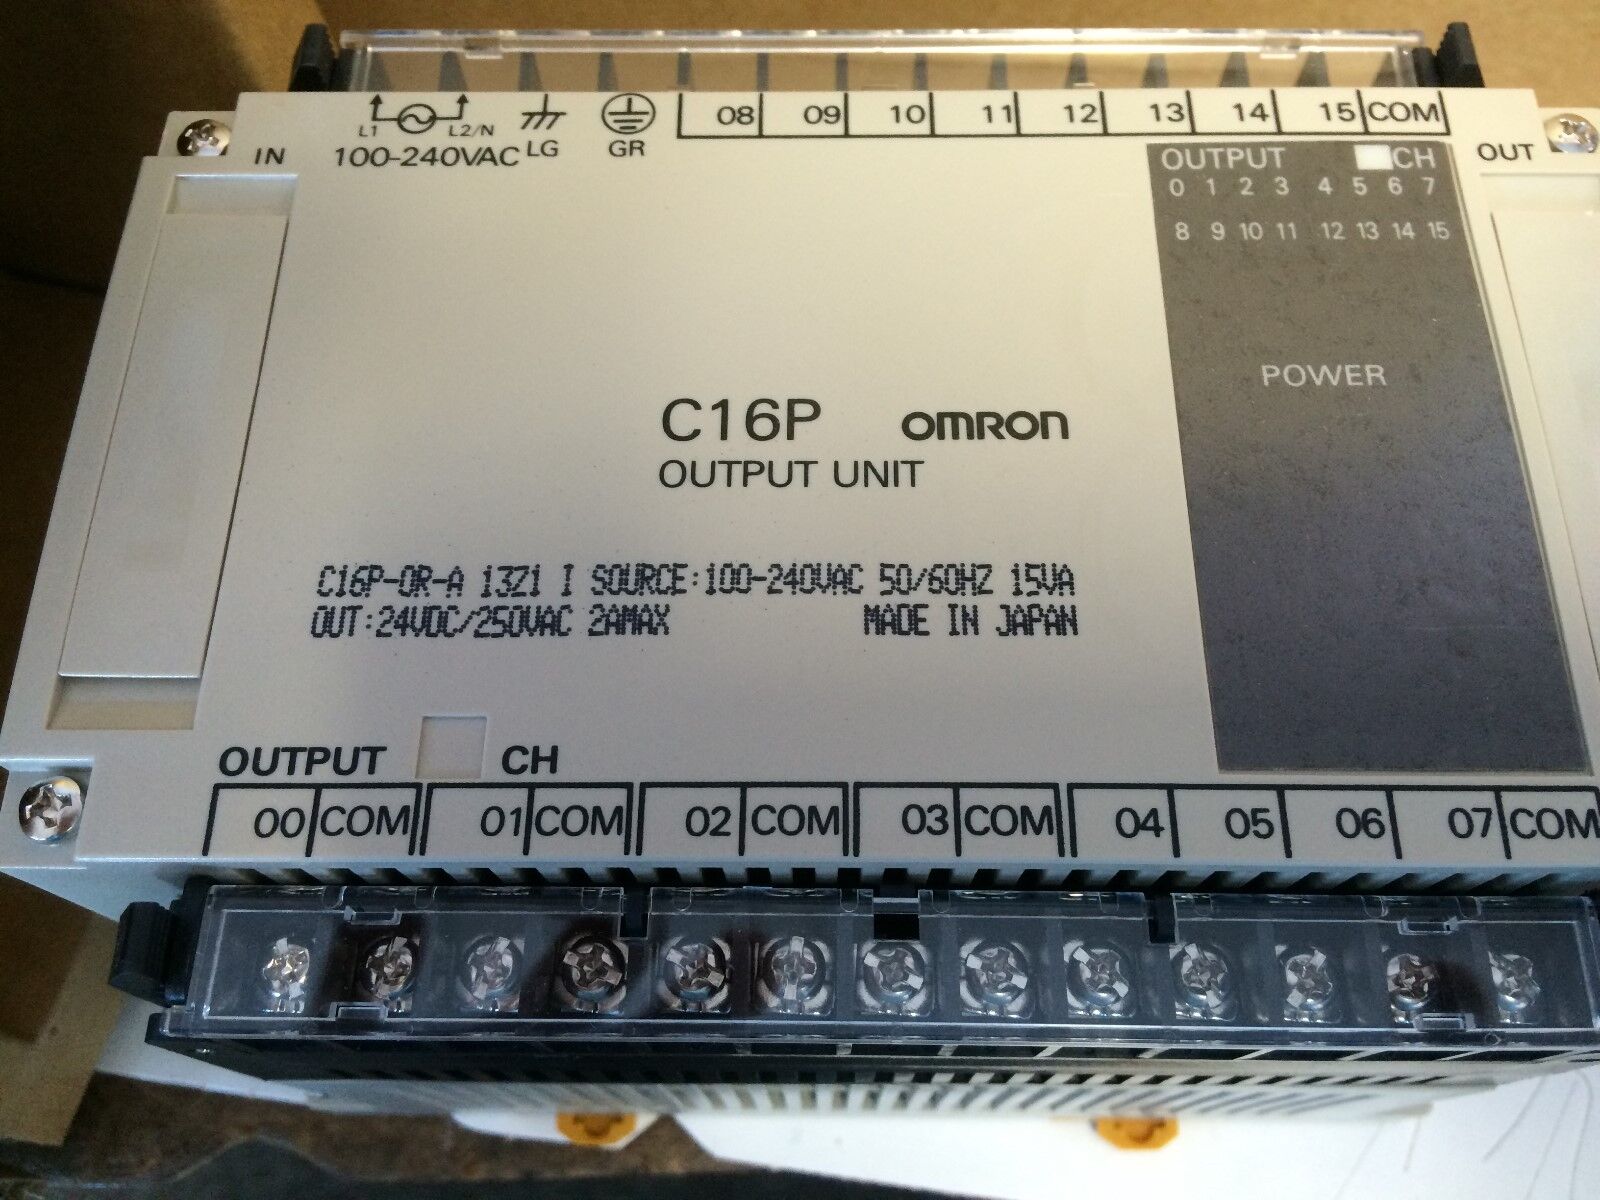 IN L1 L2/N 100-240VAC LG GR 08 09 10 11 12 13 14 15 COM OUT
OUTPUT CH
0 1 2 3 4 5 6 7
8 9 10 11 12 13 14 15
POWER
C16P OMRON
OUTPUT UNIT
C16P-OR-A 13Z1 I SOURCE:100-240VAC 50/60HZ 15VA
OUT:24VDC/250VAC 2AMAX MADE IN JAPAN
OUTPUT CH
00 COM 01 COM 02 COM 03 COM 04 05 06 07 COM